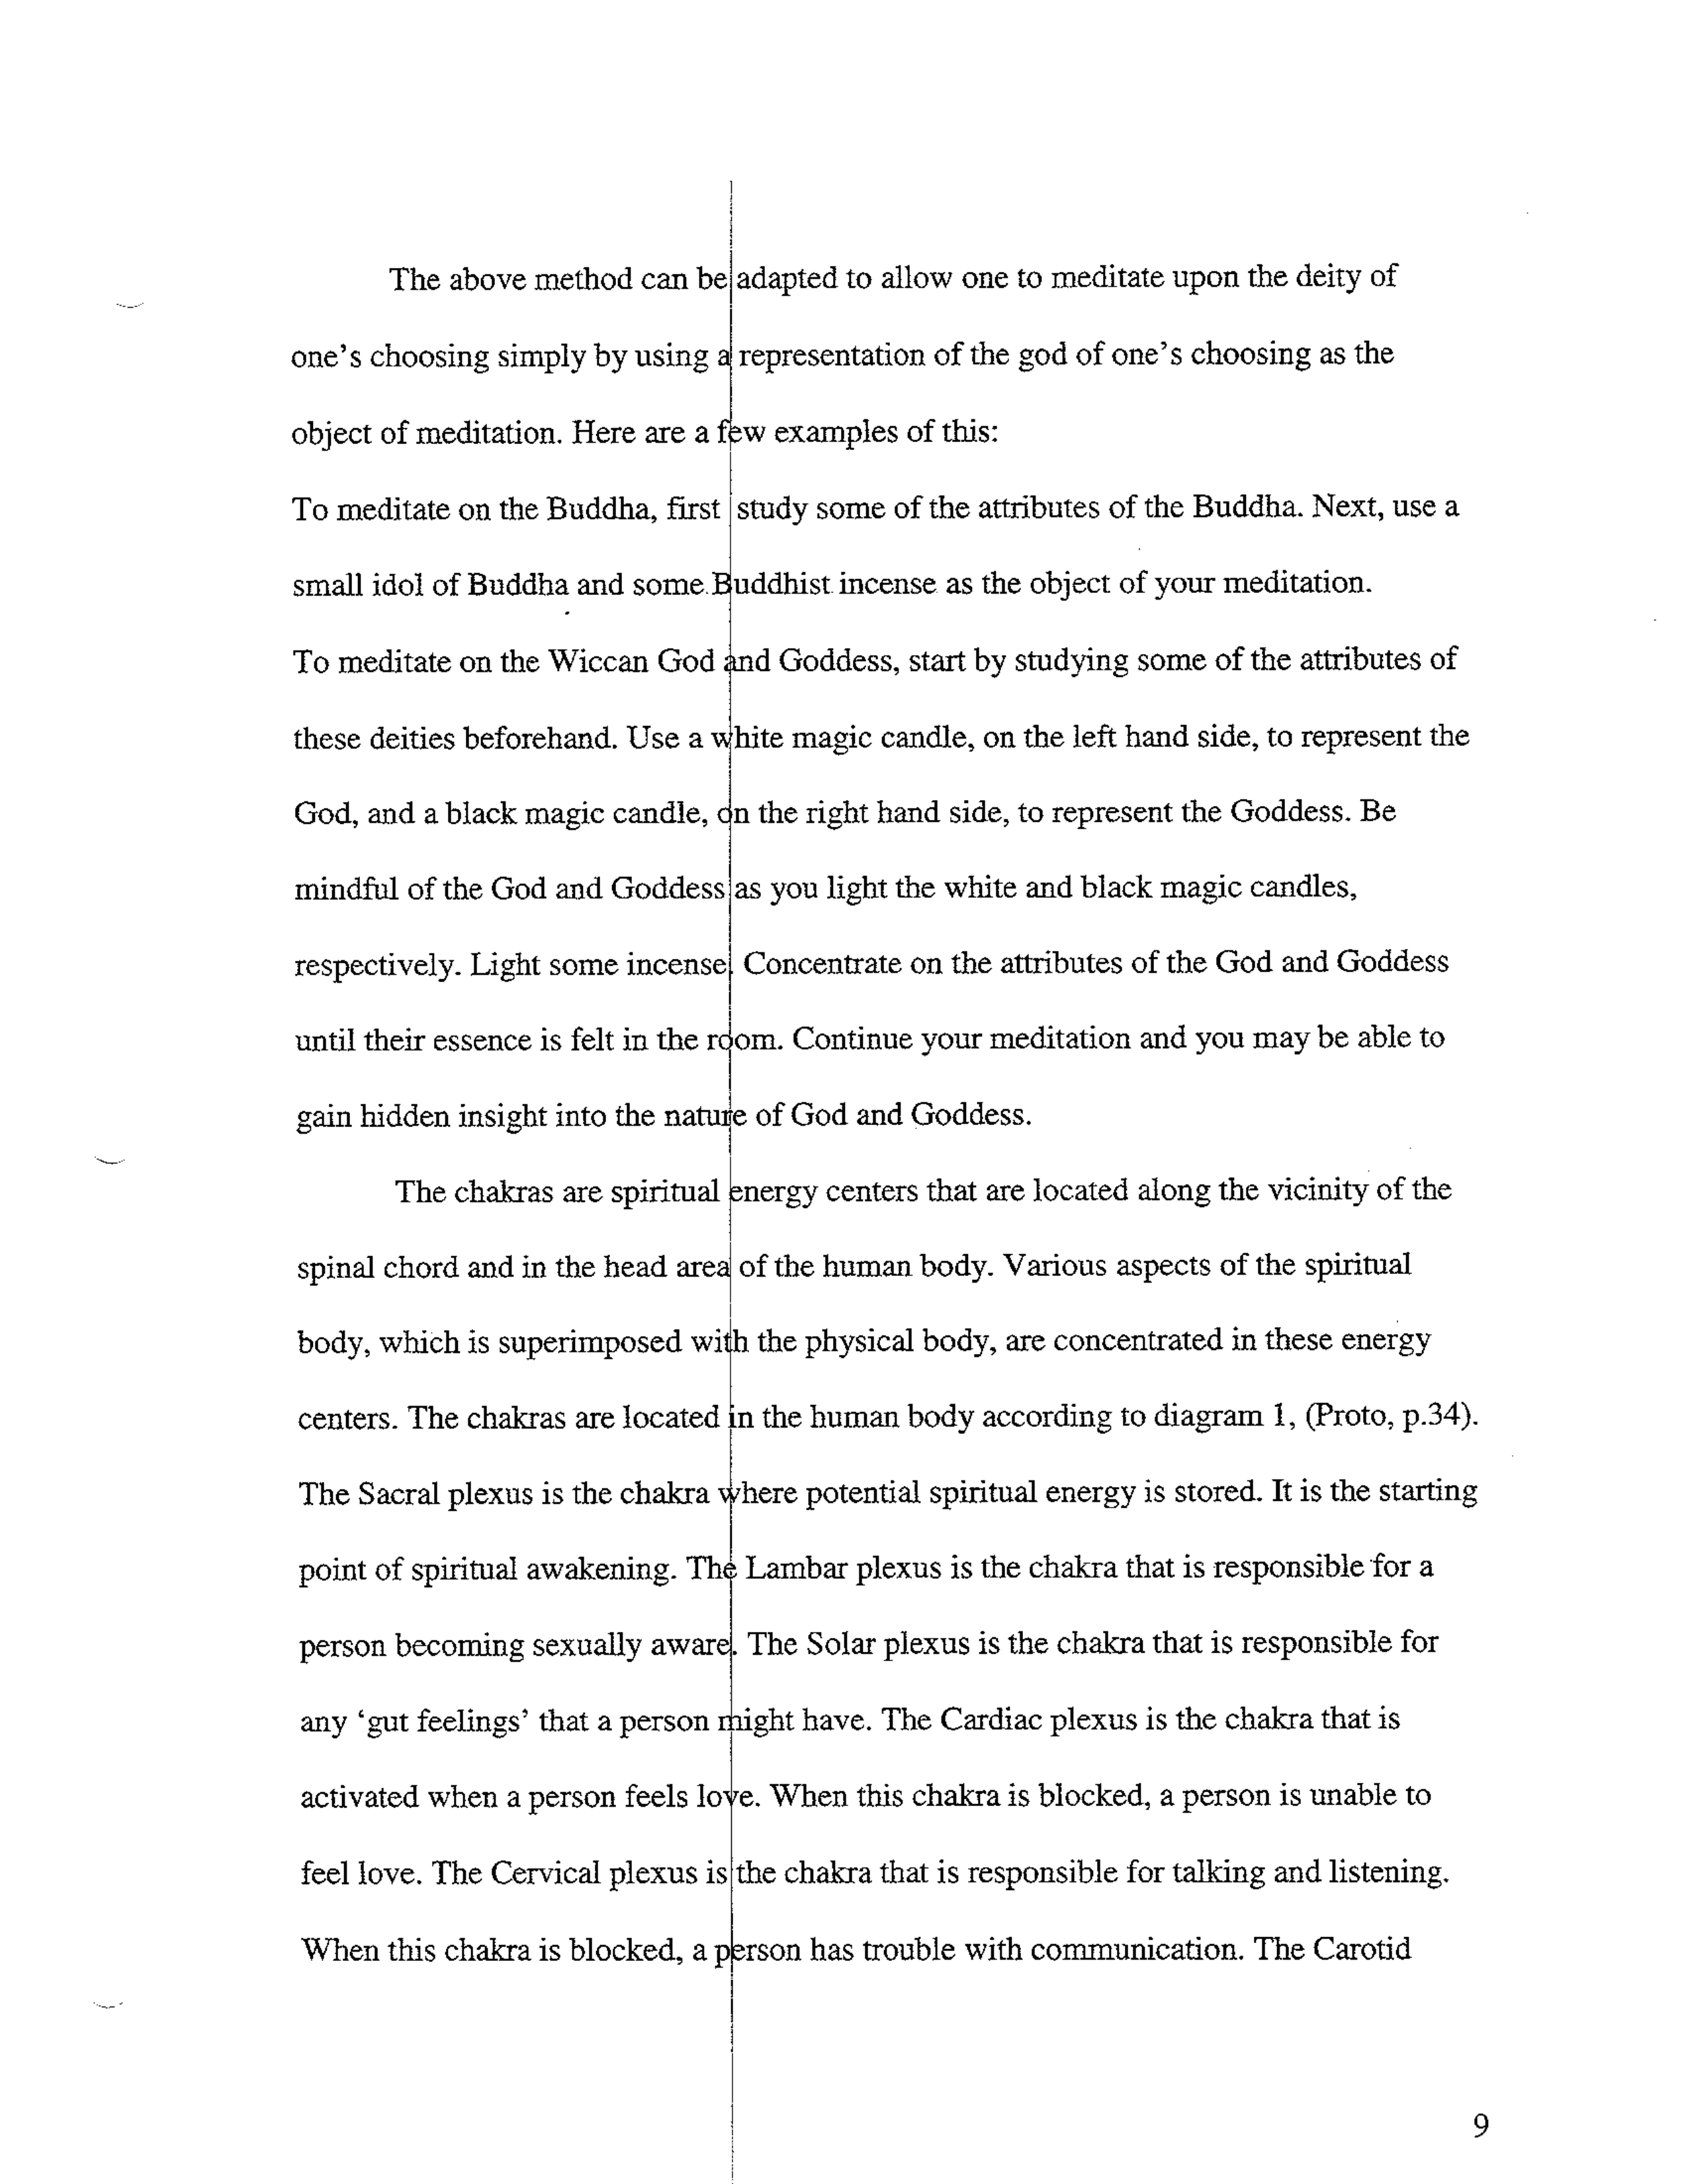 The above method can be adapted to allow one to meditate upon the deity of
one's choosing simply by using a representation of the god of one's choosing as the
object of meditation. Here are a few examples of this:
To meditate on the Buddha, first study some of the attributes of the Buddha. Next, use a
small idol of Buddha and some Buddhist incense as the object of your meditation.
To meditate on the Wiccan God and Goddess, start by studying some of the attributes of
these deities beforehand. Use a white magic candle, on the left hand side, to represent the
God, and a black magic candle, on the right hand side, to represent the Goddess. Be
mindful of the God and Goddess as you light the white and black magic candles,
respectively. Light some incense. Concentrate on the attributes of the God and Goddess
until their essence is felt in the room. Continue your meditation and you may be able to
gain hidden insight into the nature of God and Goddess.
The chakras are spiritual energy centers that are located along the vicinity of the
spinal chord and in the head area of the human body. Various aspects of the spiritual
body, which is superimposed with the physical body, are concentrated in these energy
centers. The chakras are located in the human body according to diagram 1, (Proto, p.34).
The Sacral plexus is the chakra where potential spiritual energy is stored. It is the starting
point of spiritual awakening. The Lambar plexus is the chakra that is responsible for a
person becoming sexually aware. The Solar plexus is the chakra that is responsible for
any ‘gut feelings’ that a person might have. The Cardiac plexus is the chakra that is
activated when a person feels love. When this chakra is blocked, a person is unable to
feel love. The Cervical plexus is the chakra that is responsible for talking and listening.
When this chakra is blocked, a person has trouble with communication. The Carotid
9